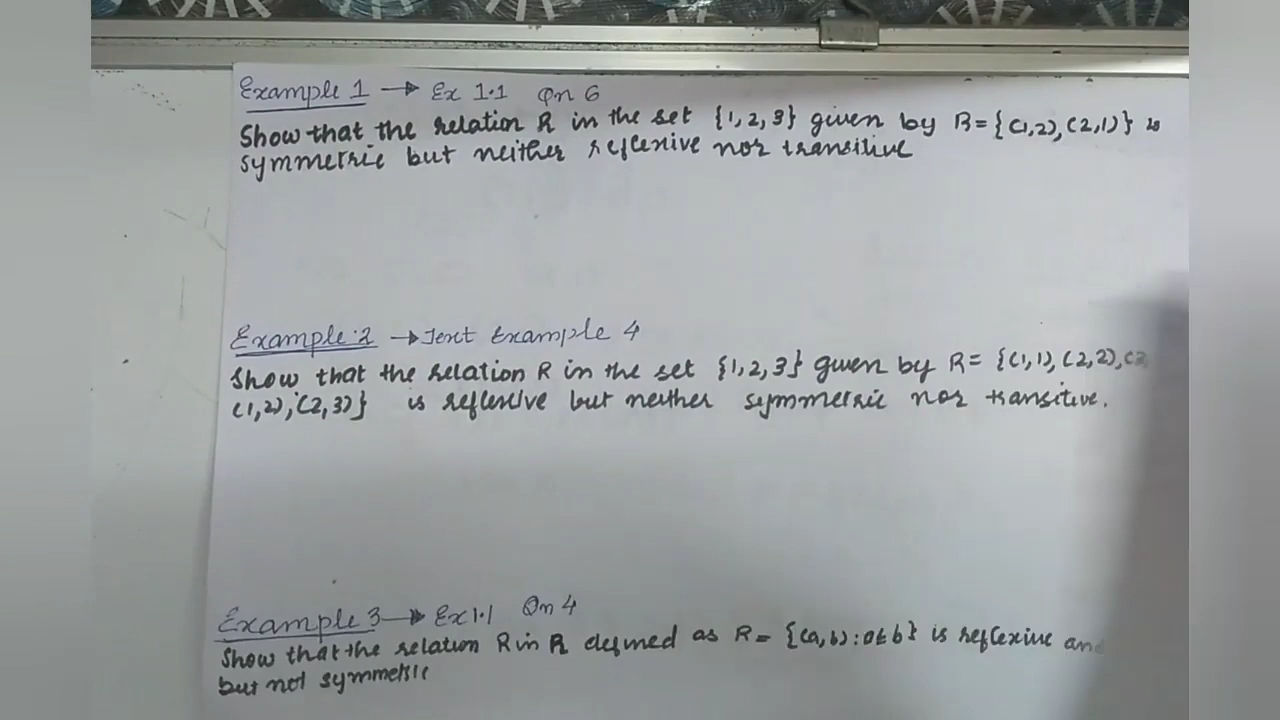 Example 1 → Ex 1.1 Qn 6
Show that the relation R in the set {1,2,3} given by R={(1,2),(2,1)} is
symmetric but neither reflexive nor transitive
Example 2 → Text Example 4
Show that the relation R in the set {1,2,3} given by R= {(1,1),(2,2),
(1,2),(2,3)} is reflexive but neither symmetric nor transitive.
Example 3 → Ex 1.1 Qn 4
Show that the relation R in R defined as R= {(a,b): a≤b} is reflexive and
but not symmetric